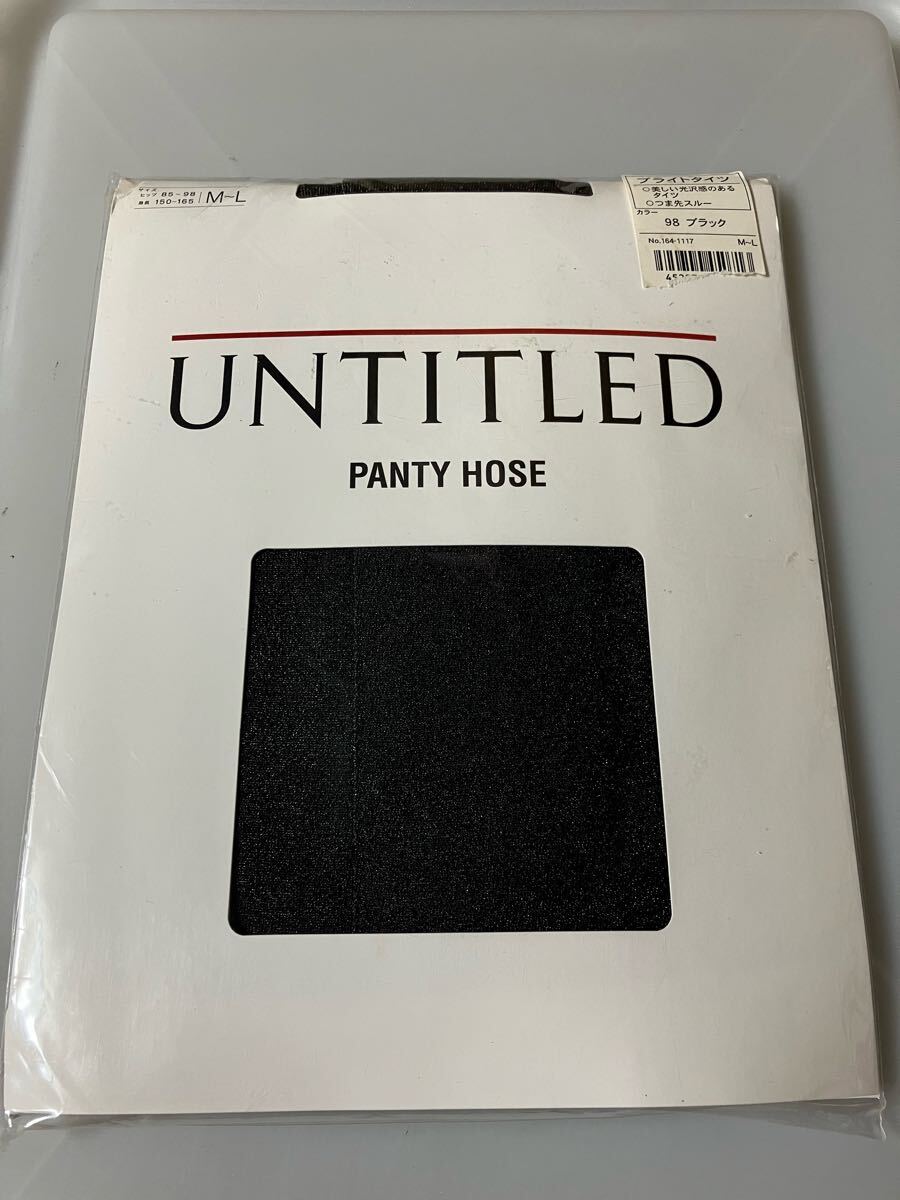 サイズ
ヒップ 85~98
身長 150~165
M~L
ブライトタイツ
○美しい光沢感のある
タイツ
○つま先スルー
カラー
98 ブラック
No.164-1117 M~L
UNTITLED
PANTY HOSE